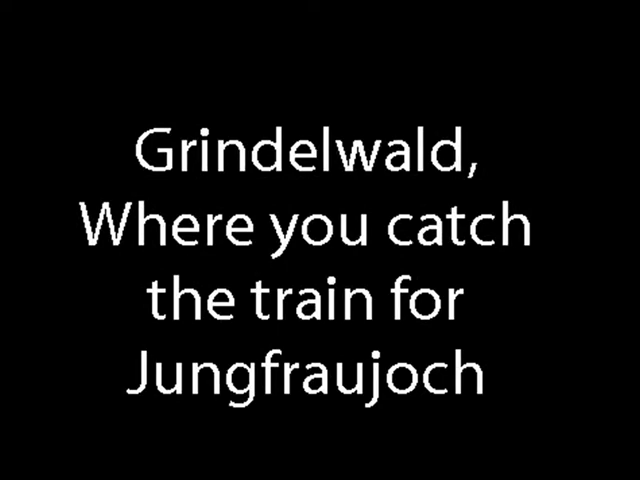 Grindelwald,
Where you catch
the train for
Jungfraujoch